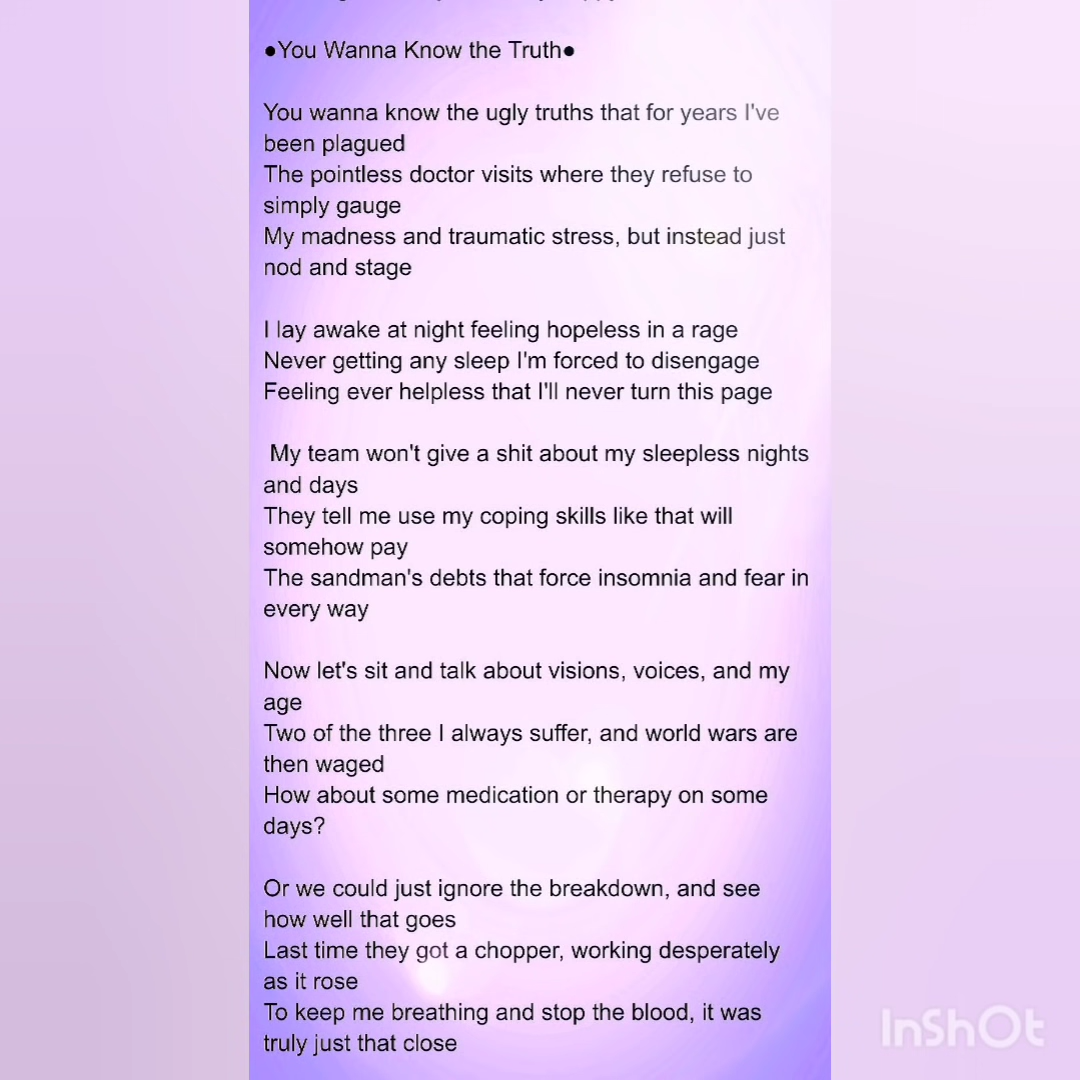 ●You Wanna Know the Truth●
You wanna know the ugly truths that for years I've
been plagued
The pointless doctor visits where they refuse to
simply gauge
My madness and traumatic stress, but instead just
nod and stage
I lay awake at night feeling hopeless in a rage
Never getting any sleep I'm forced to disengage
Feeling ever helpless that I'll never turn this page
My team won't give a shit about my sleepless nights
and days
They tell me use my coping skills like that will
somehow pay
The sandman's debts that force insomnia and fear in
every way
Now let's sit and talk about visions, voices, and my
age
Two of the three I always suffer, and world wars are
then waged
How about some medication or therapy on some
days?
Or we could just ignore the breakdown, and see
how well that goes
Last time they got a chopper, working desperately
as it rose
To keep me breathing and stop the blood, it was
truly just that close
InShOt